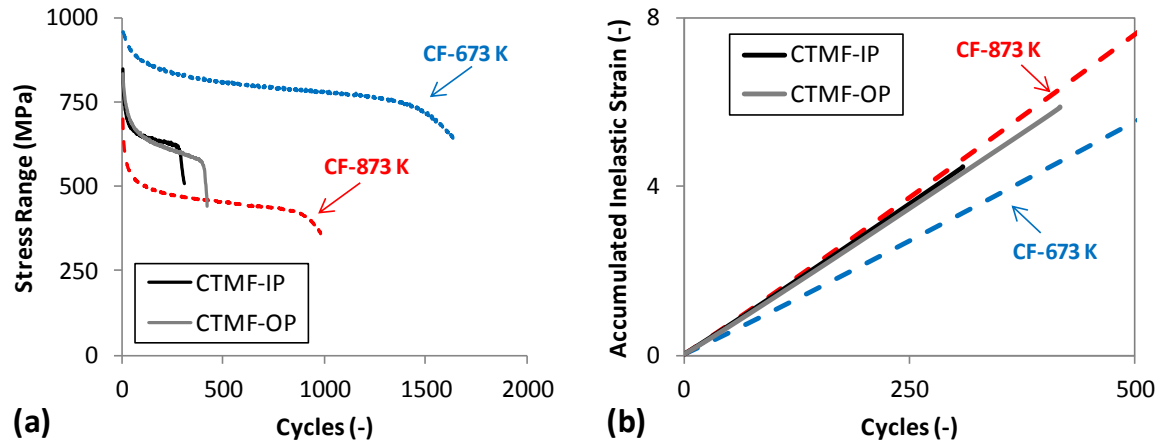 1000
750
500
250
0
Stress Range (MPa)
CF-673 K
CF-873 K
CTMF-IP
CTMF-OP
0
500
1000
1500
2000
Cycles (-)
(a)
8
4
0
Accumulated Inelastic Strain (-)
CTMF-IP
CTMF-OP
CF-873 K
CF-673 K
0
250
500
Cycles (-)
(b)